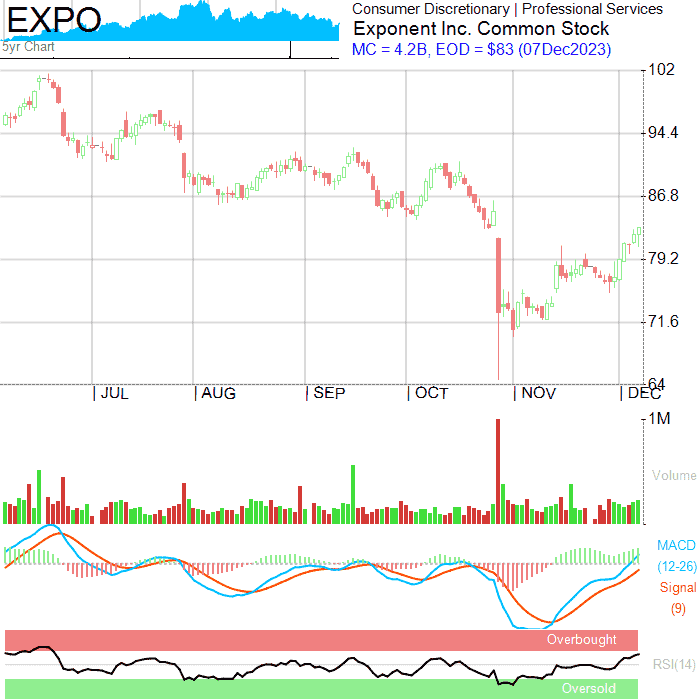 EXPO
5yr Chart
Consumer Discretionary | Professional Services
Exponent Inc. Common Stock
MC = 4.2B, EOD = $83 (07Dec2023)
102
94.4
86.8
79.2
71.6
64
JUL
AUG
SEP
OCT
NOV
DEC
1M
Volume
MACD
(12-26)
Signal
(9)
Overbought
RSI(14)
Oversold